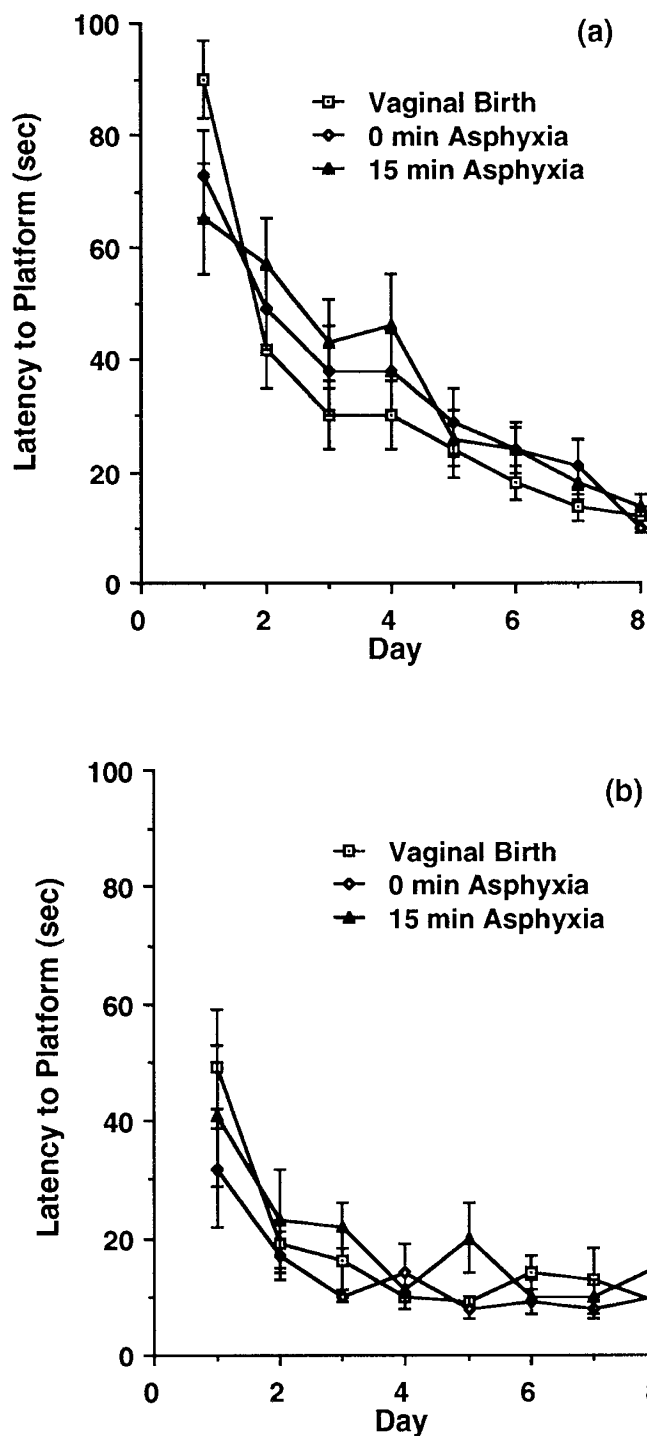 (a)
100
80
60
40
20
0
Latency to Platform (sec)
Vaginal Birth
0 min Asphyxia
15 min Asphyxia
0 2 4 6 8
Day
(b)
100
80
60
40
20
0
Latency to Platform (sec)
Vaginal Birth
0 min Asphyxia
15 min Asphyxia
0 2 4 6
Day